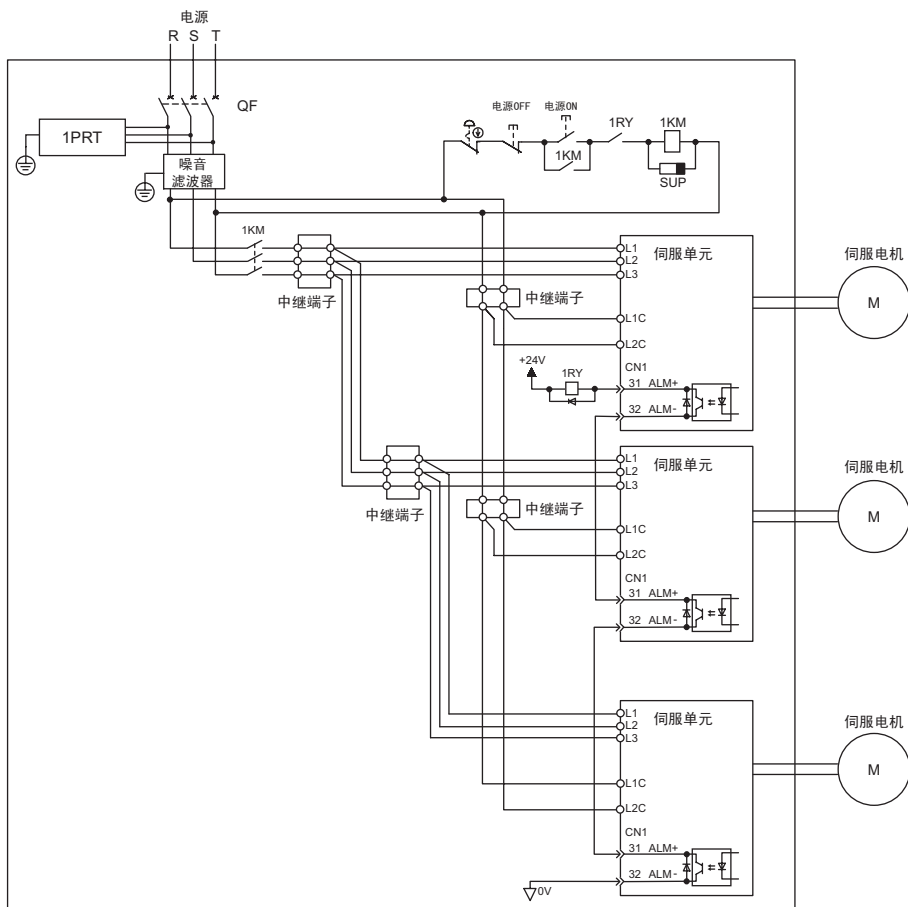 电源
R S T
QF
1PRT
噪音
滤波器
电源OFF 电源ON 1RY 1KM
1KM
SUP
1KM
中继端子
L1
L2
L3
伺服单元
伺服电机
M
中继端子
L1C
L2C
+24V
1RY
CN1
31 ALM+
32 ALM-
L1
L2
L3
伺服单元
伺服电机
M
中继端子
中继端子
L1C
L2C
CN1
31 ALM+
32 ALM-
L1
L2
L3
伺服单元
伺服电机
M
L1C
L2C
CN1
31 ALM+
32 ALM-
0V